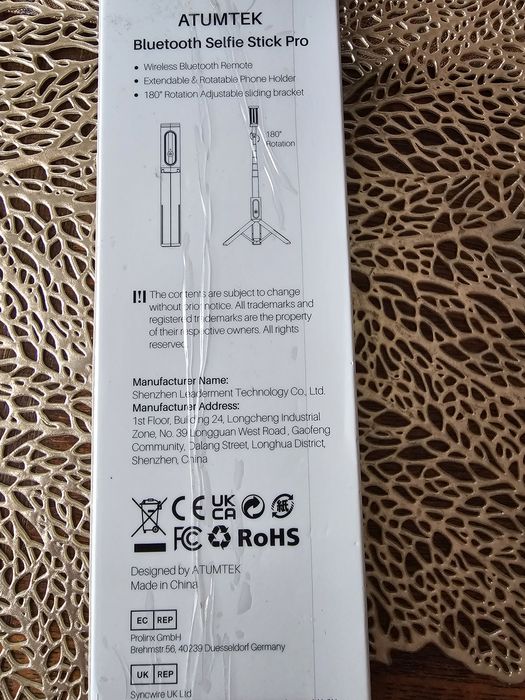 ATUMTEK
Bluetooth Selfie Stick Pro
• Wireless Bluetooth Remote
• Extendable & Rotatable Phone Holder
• 180° Rotation Adjustable sliding bracket
180°
Rotation
The contents are subject to change
without prior notice. All trademarks and
registered trademarks are the property
of their respective owners. All rights
reserved
Manufacturer Name:
Shenzhen Leaderment Technology Co., Ltd.
Manufacturer Address:
1st Floor, Building 24, Longcheng Industrial
Zone, No. 39 Longguan West Road, Gaofeng
Community, Dalang Street, Longhua District,
Shenzhen, China
CE UK CA
FC RoHS
Designed by ATUMTEK
Made in China
EC REP
Prolinx GmbH
Brehmstr.56, 40239 Duesseldorf Germany
UK REP
Syncwire UK Ltd